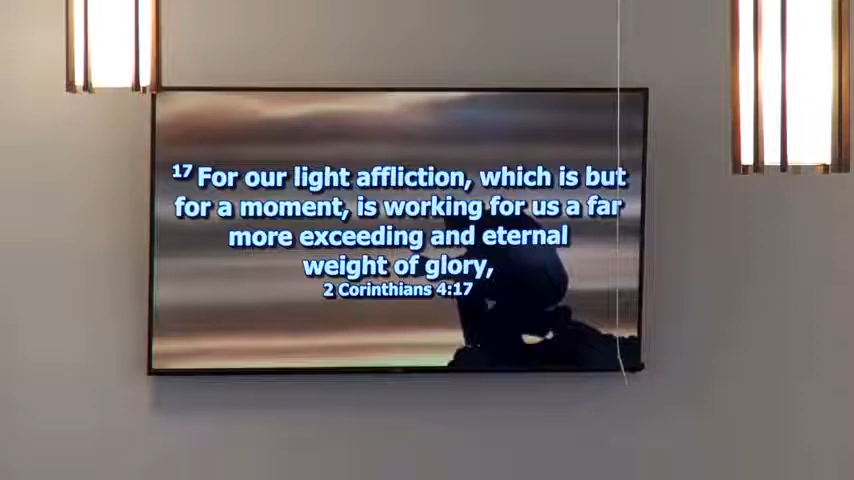 17 For our light affliction, which is but
for a moment, is working for us a far
more exceeding and eternal
weight of glory,
2 Corinthians 4:17